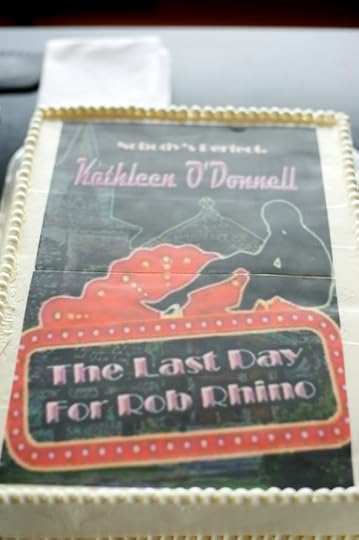 Nobody's Perfect.
Kathleen O'Donnell
The Last Day
For Rob Rhino